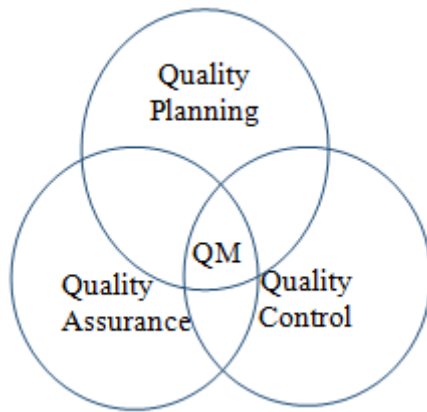 Quality
Planning
QM
Quality
Assurance
Quality
Control